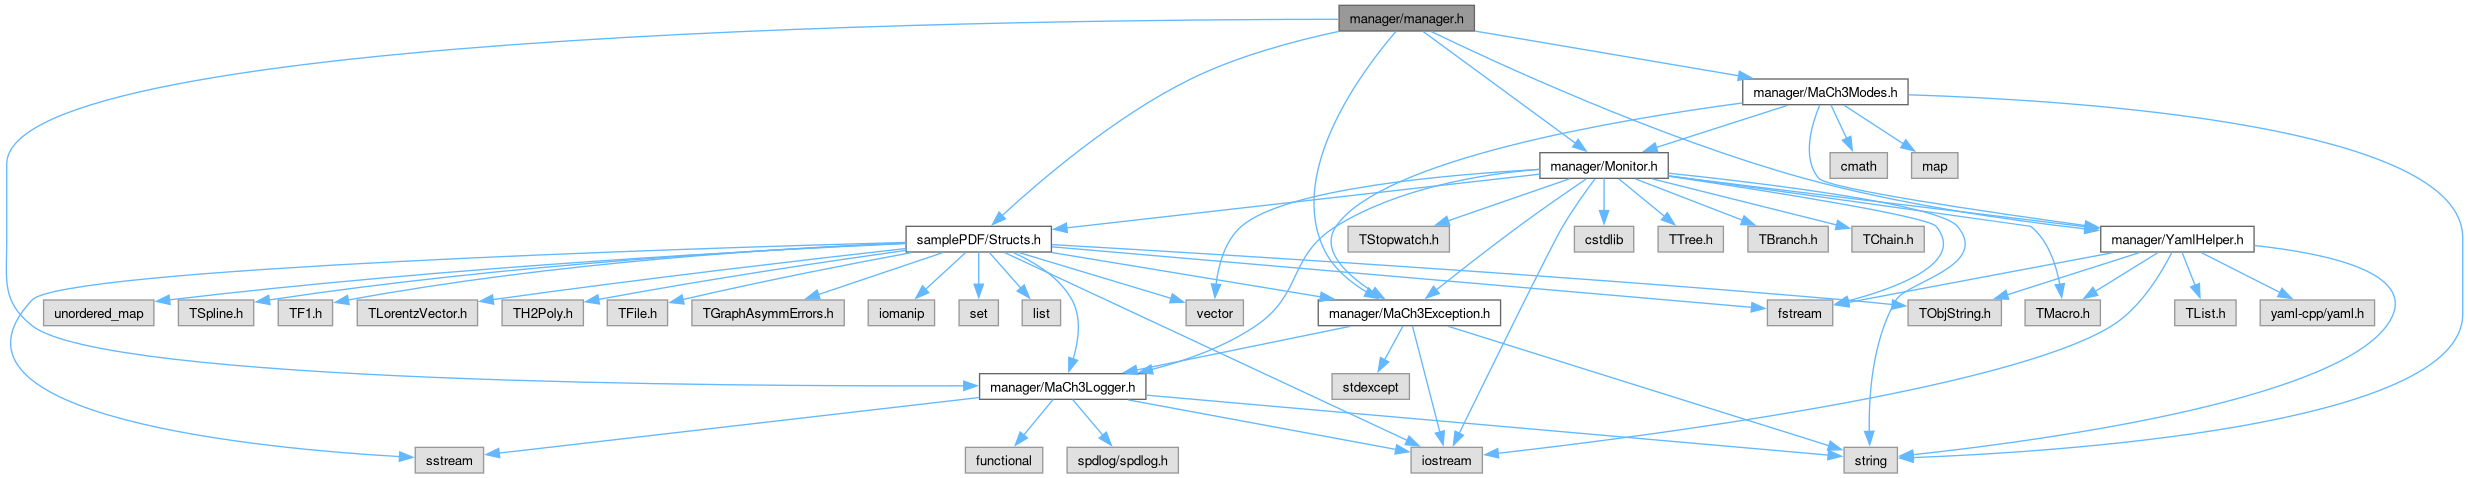 manager/manager.h
manager/MaCh3Modes.h
manager/Monitor.h
cmath
map
samplePDF/Structs.h
TStopwatch.h
cstdlib
TTree.h
TBranch.h
TChain.h
manager/YamlHelper.h
unordered_map
TSpline.h
TF1.h
TLorentzVector.h
TH2Poly.h
TFile.h
TGraphAsymmErrors.h
iomanip
set
list
vector
manager/MaCh3Exception.h
fstream
TObjString.h
TMacro.h
TList.h
yaml-cpp/yaml.h
manager/MaCh3Logger.h
stdexcept
sstream
functional
spdlog/spdlog.h
iostream
string